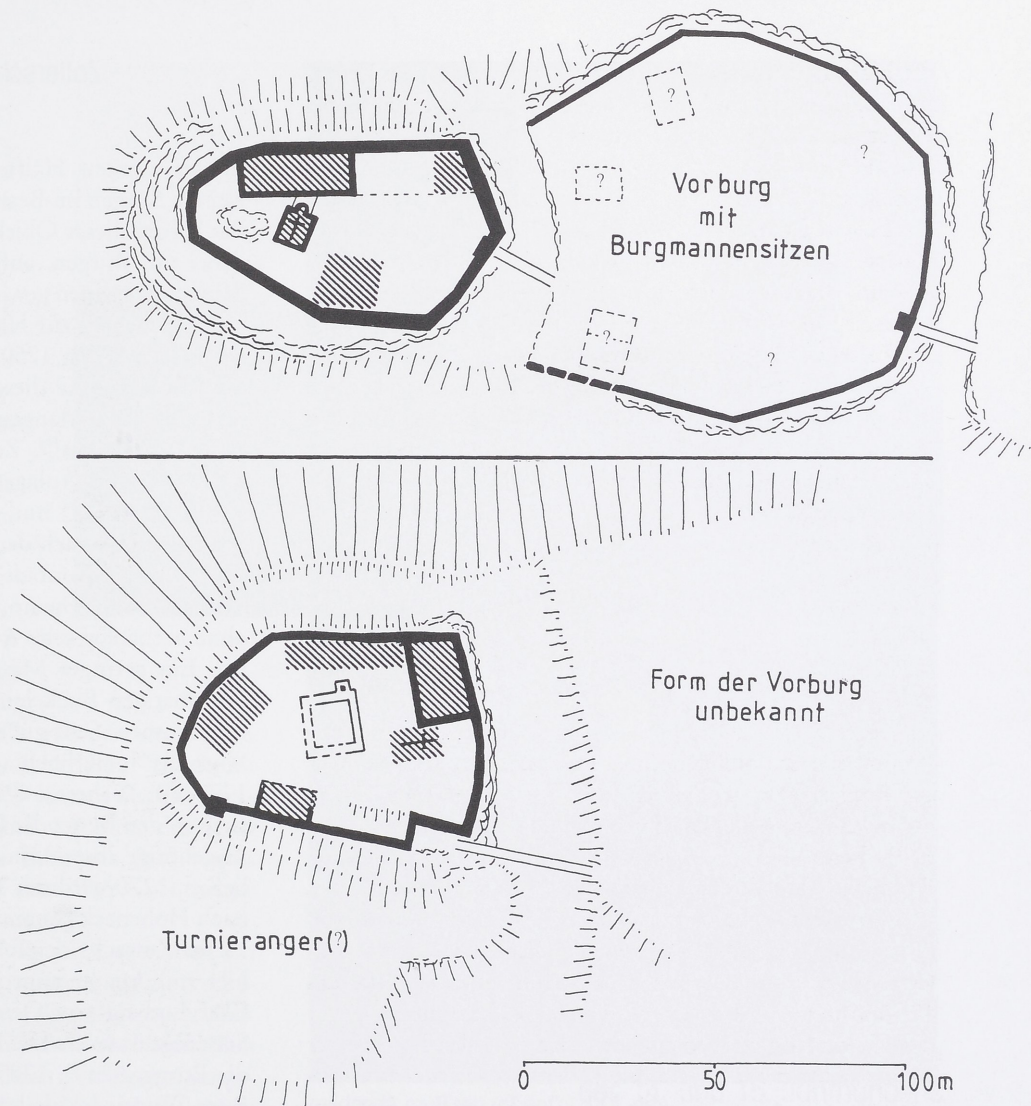 ?
?
?
Vorburg
mit
Burgmannensitzen
?
?
Form der Vorburg
unbekannt
Turnieranger(?)
0 50 100m